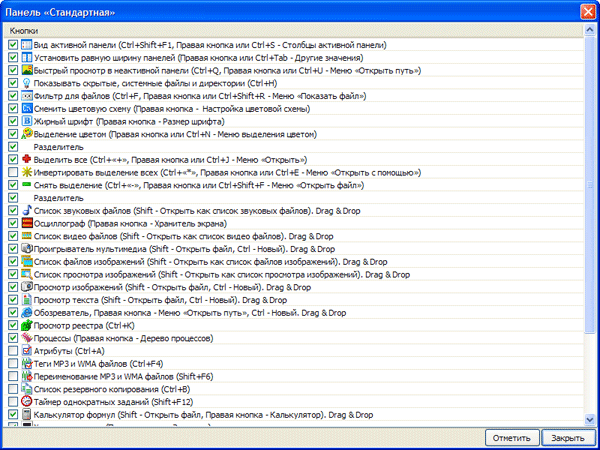 Панель «Стандартная»
Кнопки
Вид активной панели (Ctrl+Shift+F1, Правая кнопка или Ctrl+S - Столбцы активной панели)
Установить равную ширину панелей (Правая кнопка или Ctrl+Tab - Другие значения)
Быстрый просмотр в неактивной панели (Ctrl+Q, Правая кнопка или Ctrl+U - Меню «Открыть путь»)
Показывать скрытые, системные файлы и директории (Ctrl+H)
Фильтр для файлов (Ctrl+F, Правая кнопка или Ctrl+Shift+R - Меню «Показать файл»)
Сменить цветовую схему (Правая кнопка - Настройка цветовой схемы)
Жирный шрифт (Правая кнопка - Размер шрифта)
Выделение цветом (Правая кнопка или Ctrl+N - Меню выделения цветом)
Разделитель
Выделить все (Ctrl+«+», Правая кнопка или Ctrl+J - Меню «Открыть»)
Инвертировать выделение всех (Ctrl+«*», Правая кнопка или Ctrl+E - Меню «Открыть с помощью»)
Снять выделение (Ctrl+«-», Правая кнопка или Ctrl+Shift+F - Меню «Открыть файл»)
Разделитель
Список звуковых файлов (Shift - Открыть как список звуковых файлов). Drag & Drop
Осциллограф (Правая кнопка - Хранитель экрана)
Список видео файлов (Shift - Открыть как список видео файлов). Drag & Drop
Проигрыватель мультимедиа (Shift - Открыть файл, Ctrl - Новый). Drag & Drop
Список файлов изображений (Shift - Открыть как список файлов изображений). Drag & Drop
Список просмотра изображений (Shift - Открыть как список просмотра изображений). Drag & Drop
Просмотр изображений (Shift - Открыть файл, Ctrl - Новый). Drag & Drop
Просмотр текста (Shift - Открыть файл, Ctrl - Новый). Drag & Drop
Обозреватель, Правая кнопка - Меню «Открыть путь», Ctrl - Новый. Drag & Drop
Просмотр реестра (Ctrl+K)
Процессы (Правая кнопка - Дерево процессов)
Атрибуты (Ctrl+A)
Теги MP3 и WMA файлов (Ctrl+F4)
Переименование MP3 и WMA файлов (Shift+F6)
Список резервного копирования (Ctrl+B)
Таймер однократных заданий (Shift+F12)
Калькулятор формул (Shift - Открыть файл, Правая кнопка - Калькулятор). Drag & Drop
Отметить
Закрыть